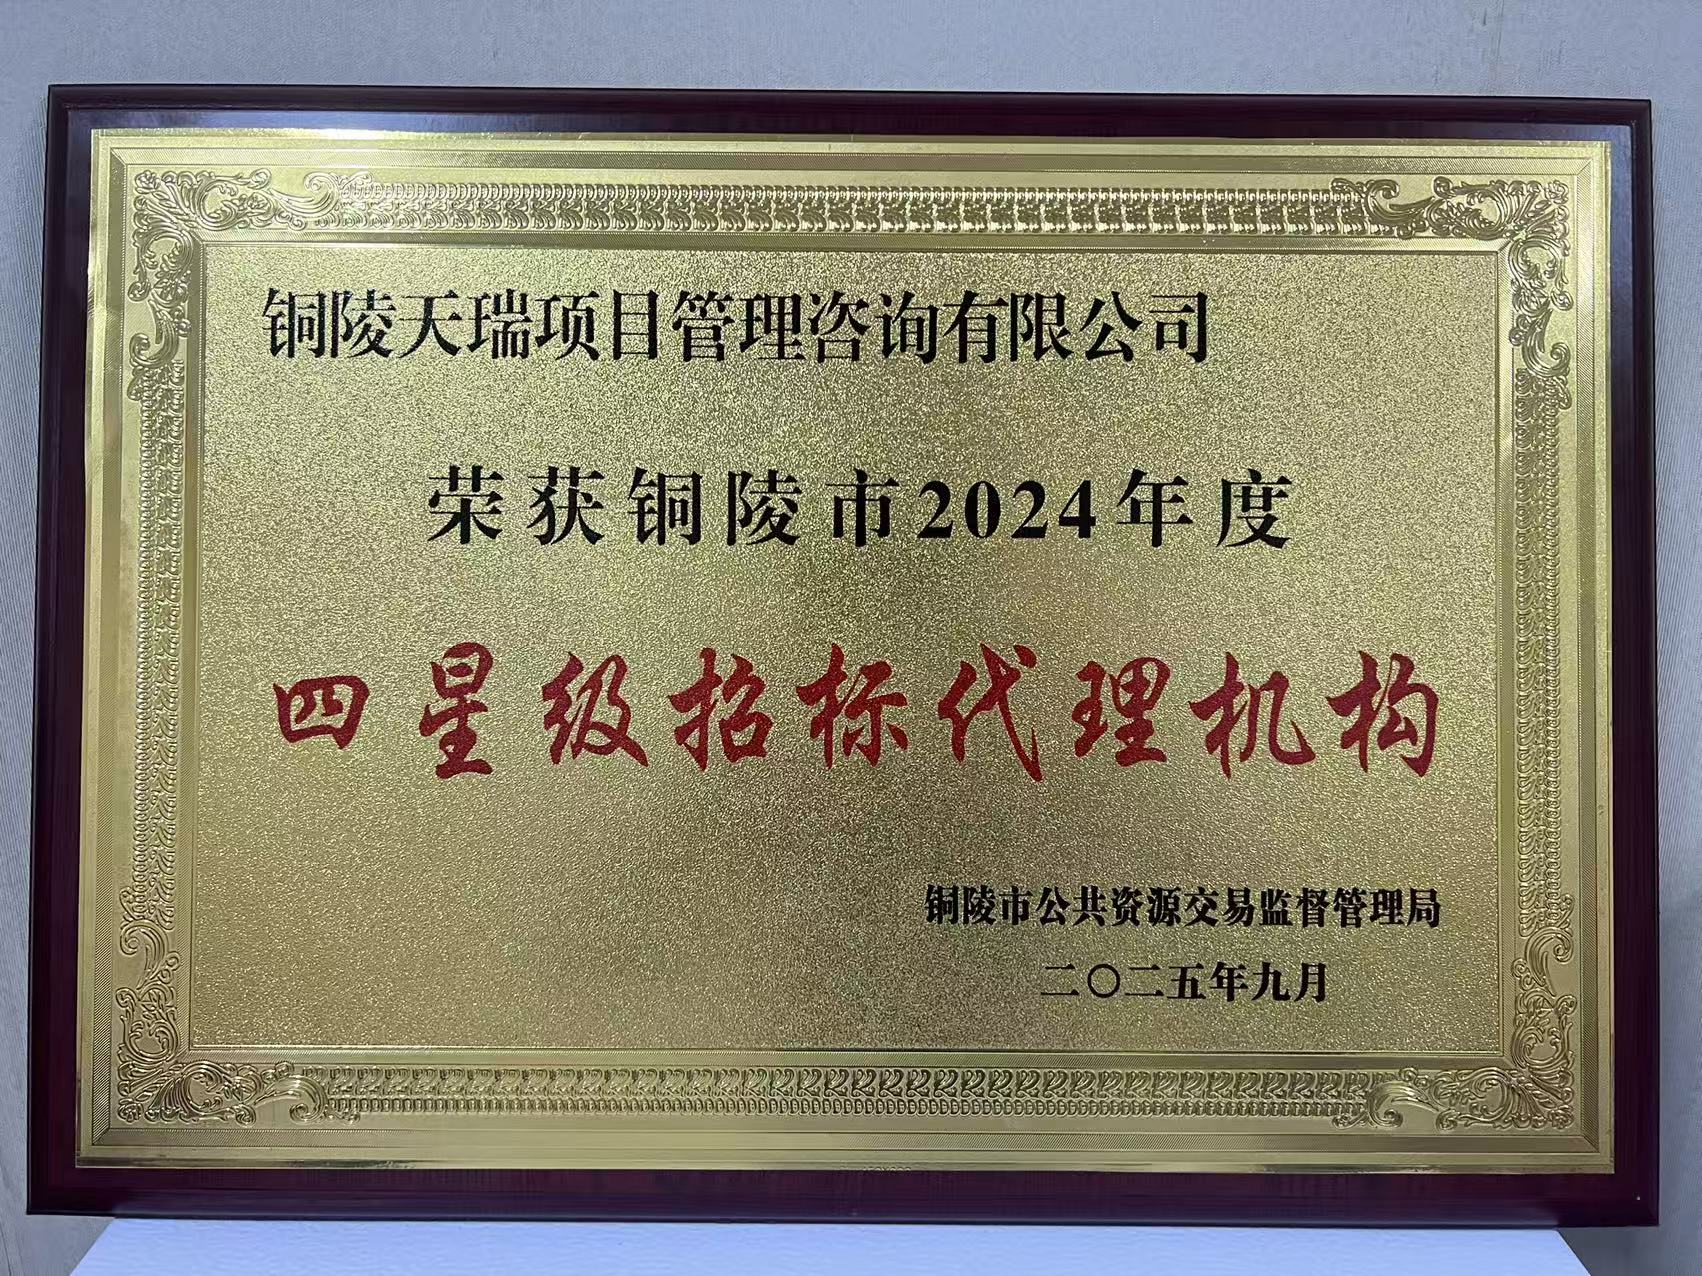 铜陵天瑞项目管理咨询有限公司
荣获铜陵市2024年度
四星级招标代理机构
铜陵市公共资源交易监督管理局
二〇二五年九月